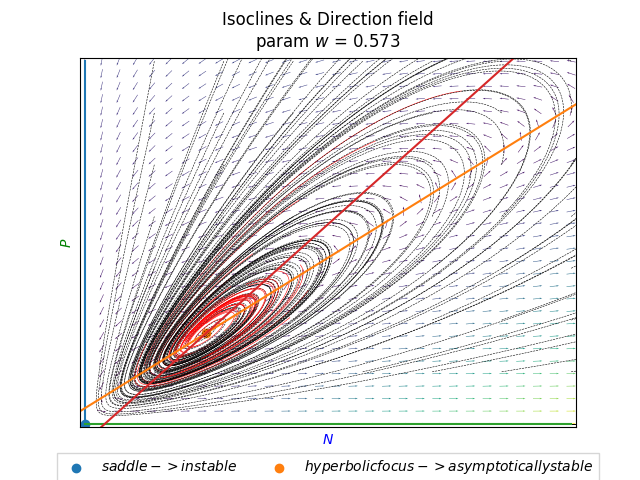 Isoclines & Direction field
param w = 0.573
P
N
saddle−>instable
hyperbolicfocus−>asymptoticallystable